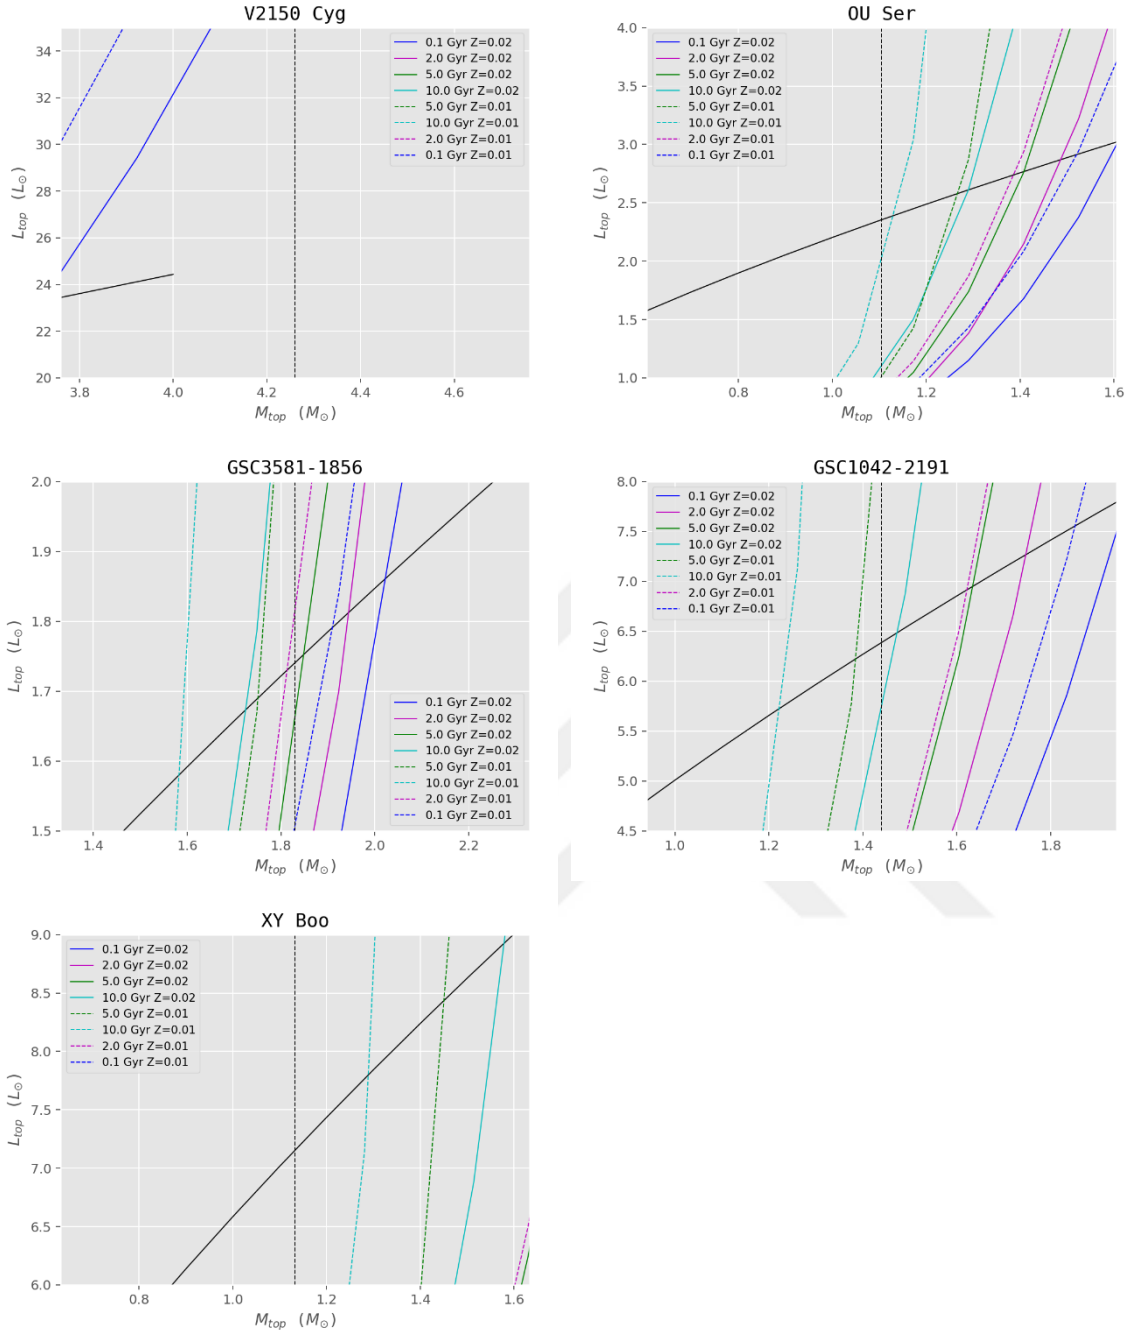 V2150 Cyg
35
34
32
30
28
26
24
22
20
L_top (L_⊙)
3.8
4.0
4.2
4.4
4.6
M_top (M_⊙)
0.1 Gyr Z=0.02
2.0 Gyr Z=0.02
5.0 Gyr Z=0.02
10.0 Gyr Z=0.02
5.0 Gyr Z=0.01
10.0 Gyr Z=0.01
2.0 Gyr Z=0.01
0.1 Gyr Z=0.01
OU Ser
4.0
3.5
3.0
2.5
2.0
1.5
1.0
L_top (L_⊙)
0.8
1.0
1.2
1.4
1.6
M_top (M_⊙)
0.1 Gyr Z=0.02
2.0 Gyr Z=0.02
5.0 Gyr Z=0.02
10.0 Gyr Z=0.02
5.0 Gyr Z=0.01
10.0 Gyr Z=0.01
2.0 Gyr Z=0.01
0.1 Gyr Z=0.01
GSC3581-1856
2.0
1.9
1.8
1.7
1.6
1.5
L_top (L_⊙)
1.4
1.6
1.8
2.0
2.2
M_top (M_⊙)
0.1 Gyr Z=0.02
2.0 Gyr Z=0.02
5.0 Gyr Z=0.02
10.0 Gyr Z=0.02
5.0 Gyr Z=0.01
10.0 Gyr Z=0.01
2.0 Gyr Z=0.01
0.1 Gyr Z=0.01
GSC1042-2191
8.0
7.5
7.0
6.5
6.0
5.5
5.0
4.5
L_top (L_⊙)
1.0
1.2
1.4
1.6
1.8
M_top (M_⊙)
0.1 Gyr Z=0.02
2.0 Gyr Z=0.02
5.0 Gyr Z=0.02
10.0 Gyr Z=0.02
5.0 Gyr Z=0.01
10.0 Gyr Z=0.01
2.0 Gyr Z=0.01
0.1 Gyr Z=0.01
XY Boo
9.0
8.5
8.0
7.5
7.0
6.5
6.0
L_top (L_⊙)
0.8
1.0
1.2
1.4
1.6
M_top (M_⊙)
0.1 Gyr Z=0.02
2.0 Gyr Z=0.02
5.0 Gyr Z=0.02
10.0 Gyr Z=0.02
5.0 Gyr Z=0.01
10.0 Gyr Z=0.01
2.0 Gyr Z=0.01
0.1 Gyr Z=0.01